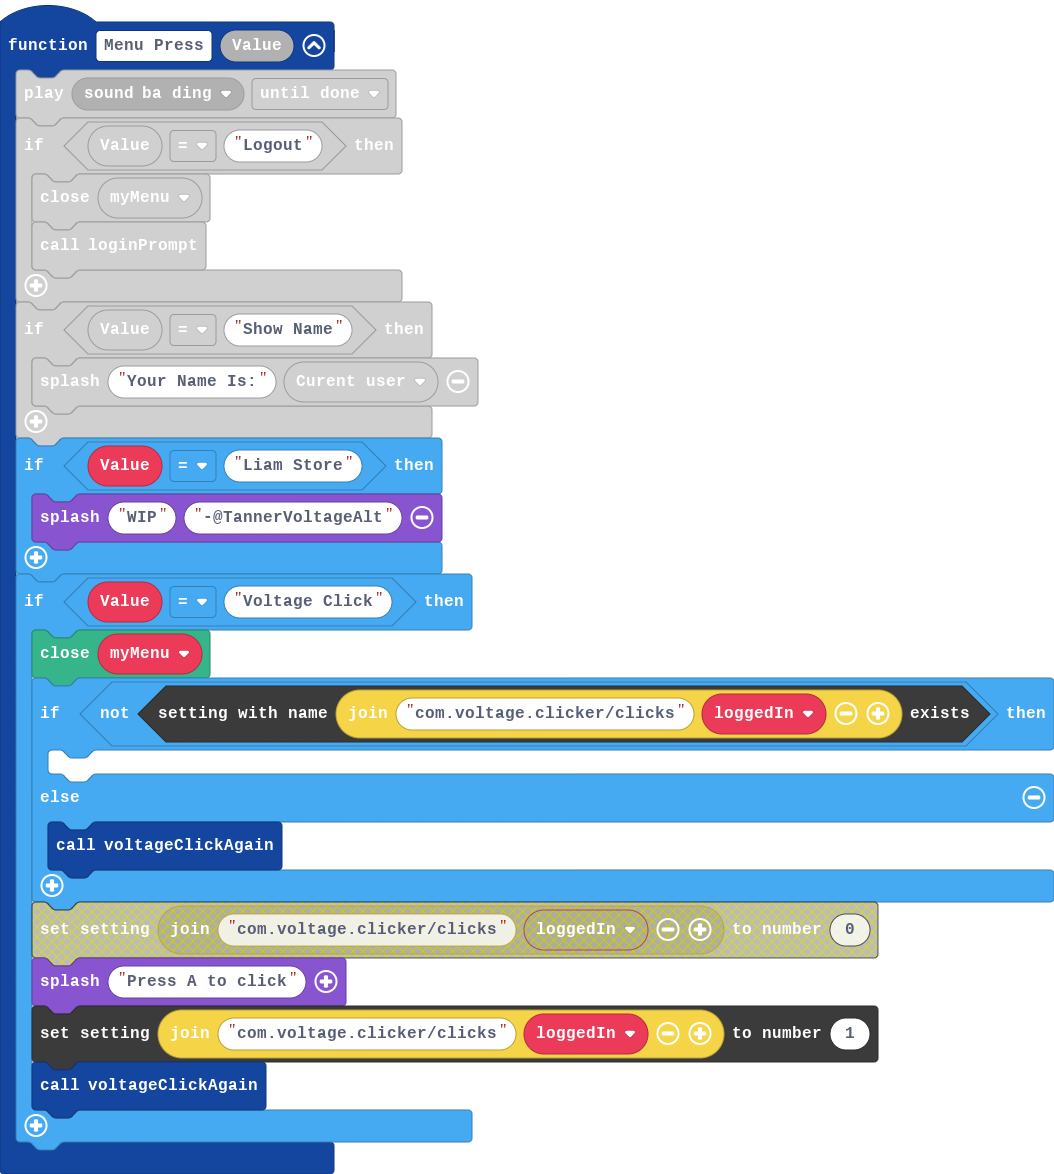 function Menu Press Value
play sound ba ding until done
if Value = "Logout" then
close myMenu
call loginPrompt
if Value = "Show Name" then
splash "Your Name Is:" Curent user
if Value = "Liam Store" then
splash "WIP" "-@TannerVoltageAlt"
if Value = "Voltage Click" then
close myMenu
if not setting with name join "com.voltage.clicker/clicks" loggedIn exists then
else
call voltageClickAgain
set setting join "com.voltage.clicker/clicks" loggedIn to number 0
splash "Press A to click"
set setting join "com.voltage.clicker/clicks" loggedIn to number 1
call voltageClickAgain